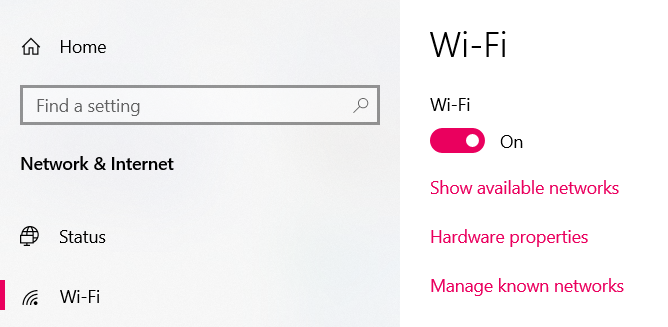 Home
Find a setting
Network & Internet
Status
Wi-Fi
Wi-Fi
Wi-Fi
On
Show available networks
Hardware properties
Manage known networks